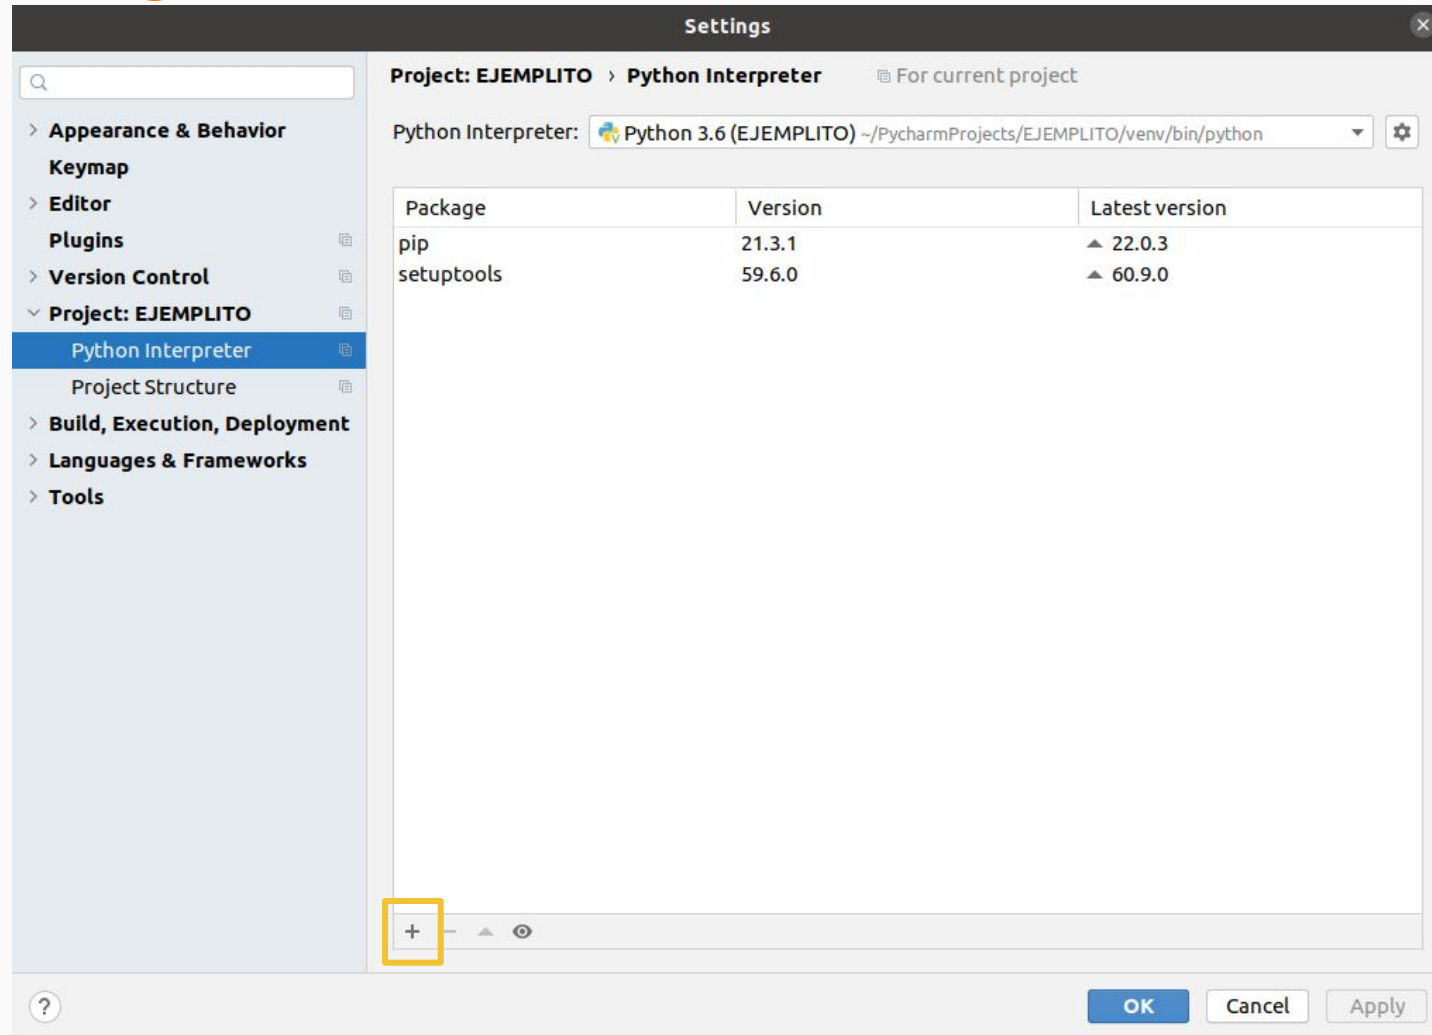 Settings
Project: EJEMPLITO › Python Interpreter For current project
Appearance & Behavior
Keymap
Editor
Plugins
Version Control
Project: EJEMPLITO
Python Interpreter
Project Structure
Build, Execution, Deployment
Languages & Frameworks
Tools
Python Interpreter: Python 3.6 (EJEMPLITO) ~/PycharmProjects/EJEMPLITO/venv/bin/python
Package Version Latest version
pip 21.3.1 22.0.3
setuptools 59.6.0 60.9.0
?
OK Cancel Apply